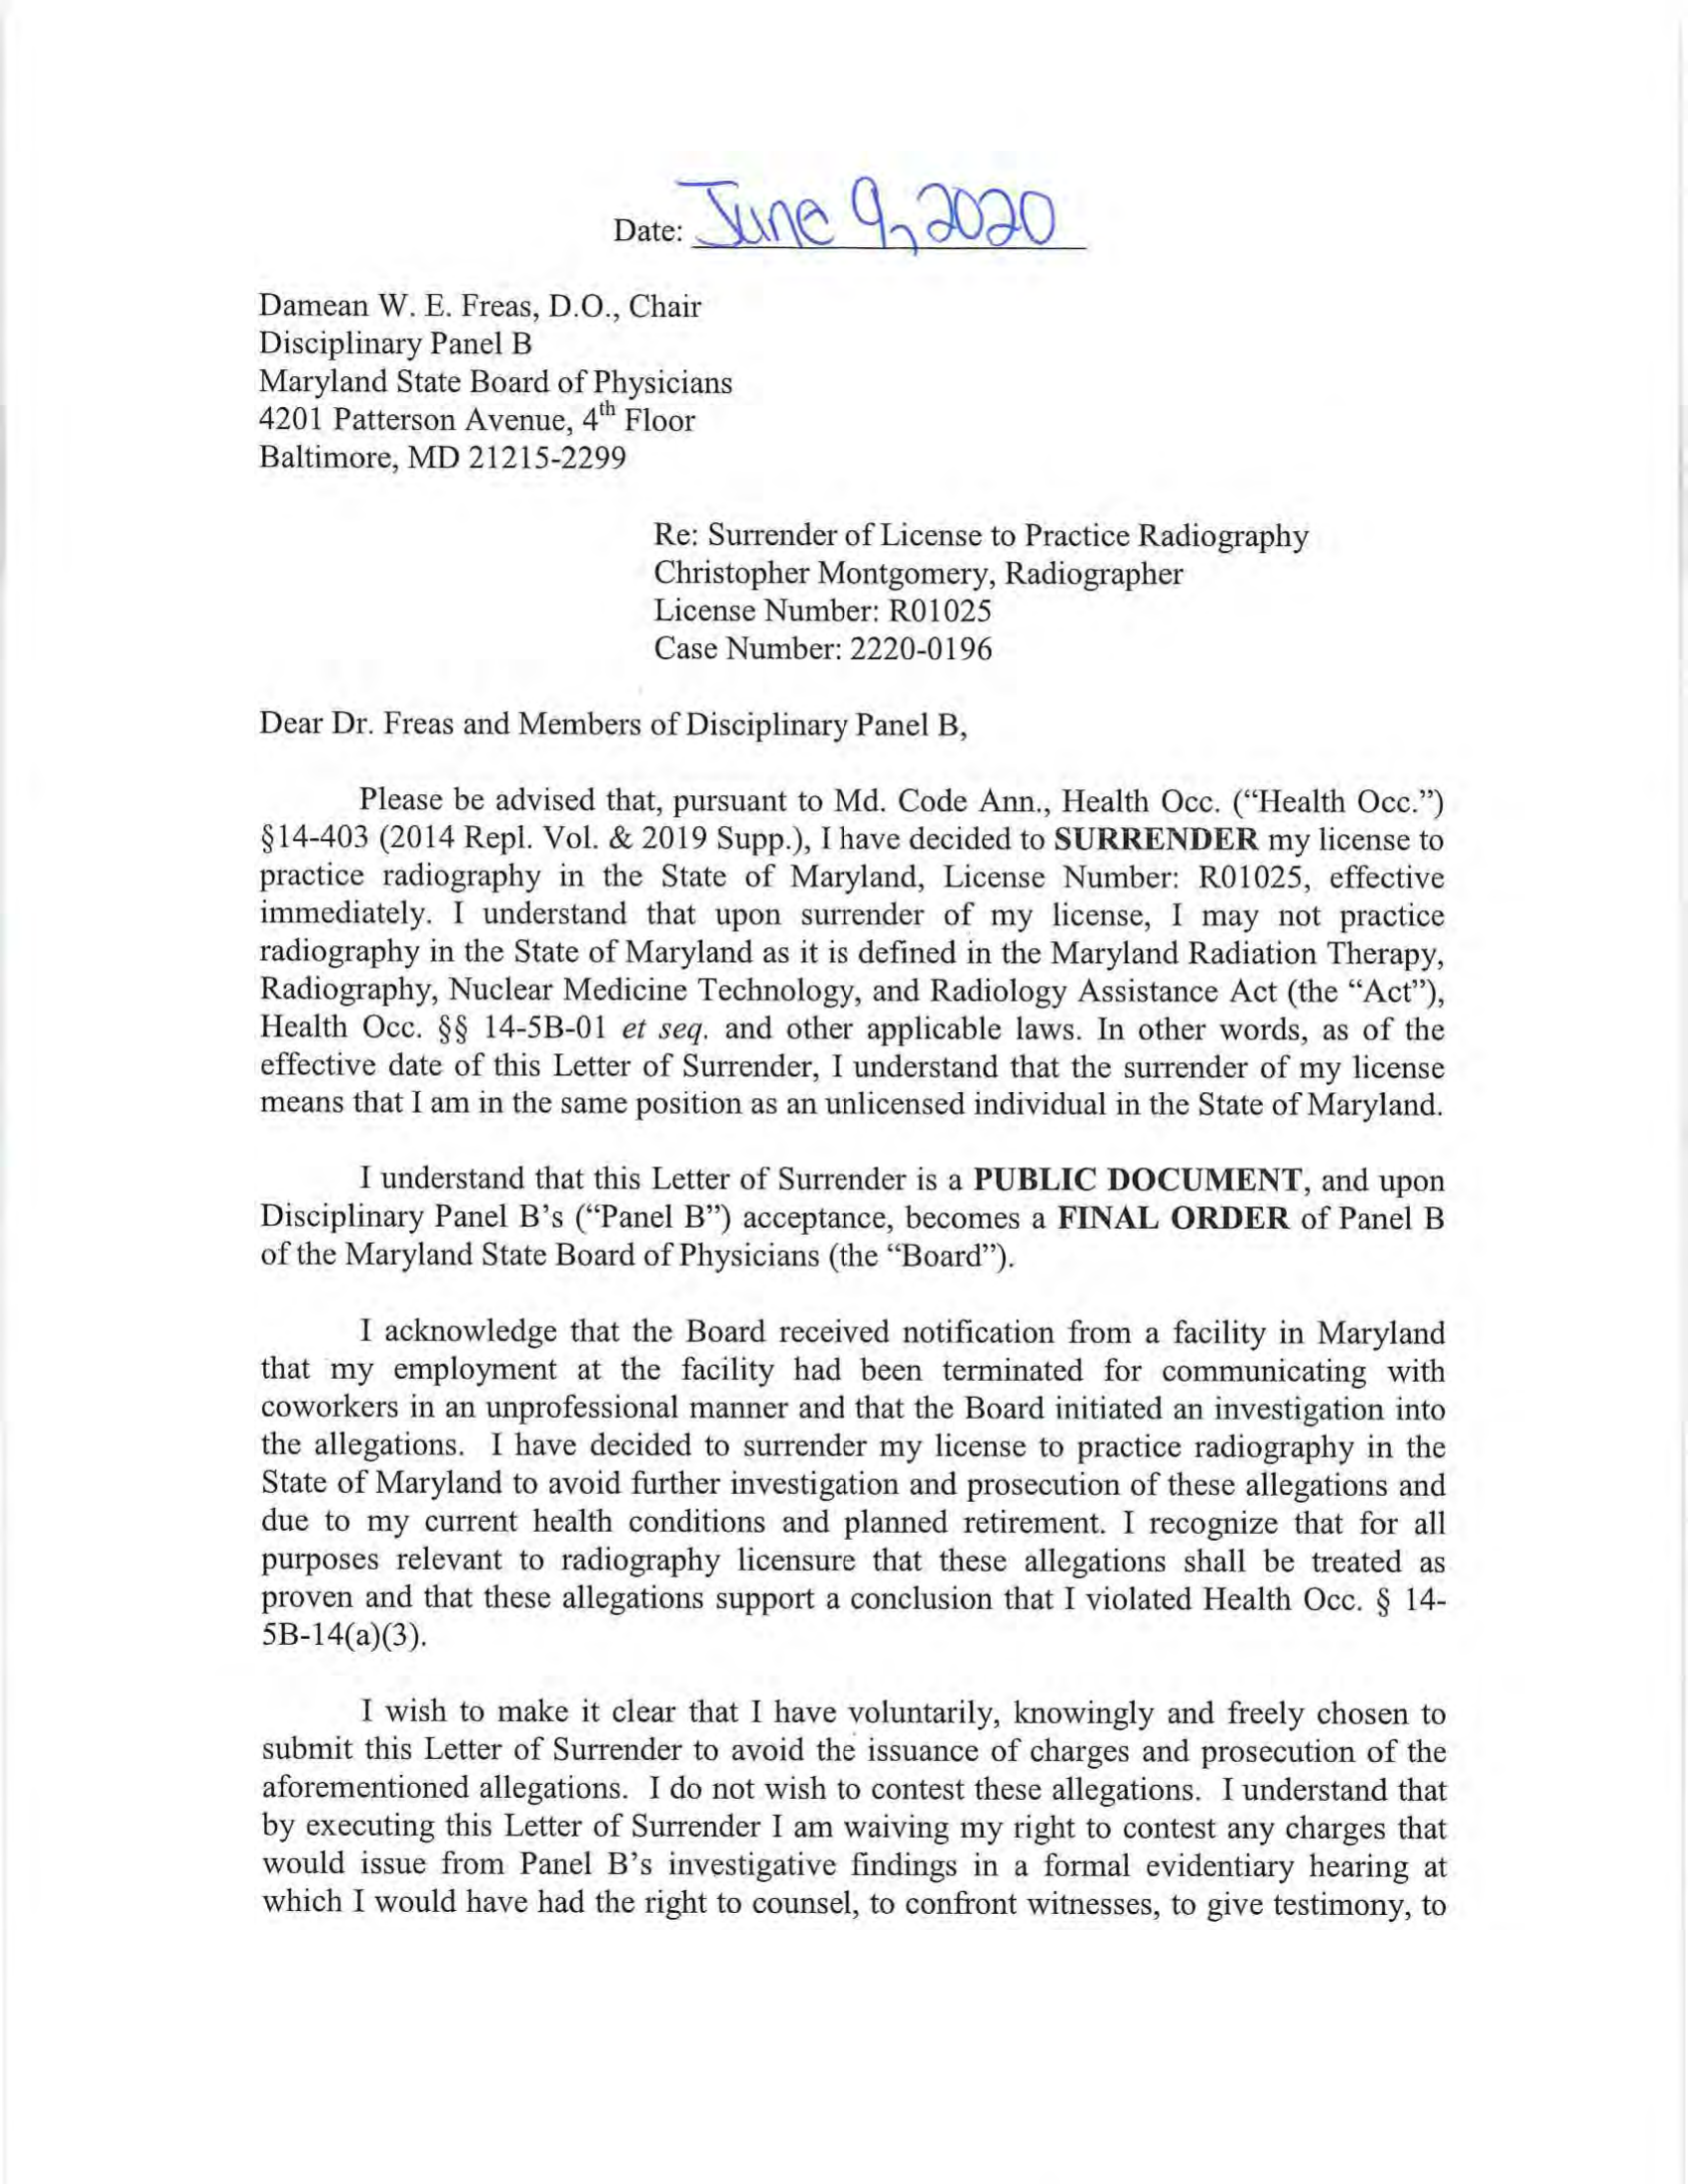 Date: June 9, 2020
Damean W. E. Freas, D.O., Chair
Disciplinary Panel B
Maryland State Board of Physicians
4201 Patterson Avenue, 4th Floor
Baltimore, MD 21215-2299
Re: Surrender of License to Practice Radiography
Christopher Montgomery, Radiographer
License Number: R01025
Case Number: 2220-0196
Dear Dr. Freas and Members of Disciplinary Panel B,
Please be advised that, pursuant to Md. Code Ann., Health Occ. (“Health Occ.”)
§14-403 (2014 Repl. Vol. & 2019 Supp.), I have decided to SURRENDER my license to
practice radiography in the State of Maryland, License Number: R01025, effective
immediately. I understand that upon surrender of my license, I may not practice
radiography in the State of Maryland as it is defined in the Maryland Radiation Therapy,
Radiography, Nuclear Medicine Technology, and Radiology Assistance Act (the “Act”),
Health Occ. §§ 14-5B-01 et seq. and other applicable laws. In other words, as of the
effective date of this Letter of Surrender, I understand that the surrender of my license
means that I am in the same position as an unlicensed individual in the State of Maryland.
I understand that this Letter of Surrender is a PUBLIC DOCUMENT, and upon
Disciplinary Panel B’s (“Panel B”) acceptance, becomes a FINAL ORDER of Panel B
of the Maryland State Board of Physicians (the “Board”).
I acknowledge that the Board received notification from a facility in Maryland
that my employment at the facility had been terminated for communicating with
coworkers in an unprofessional manner and that the Board initiated an investigation into
the allegations. I have decided to surrender my license to practice radiography in the
State of Maryland to avoid further investigation and prosecution of these allegations and
due to my current health conditions and planned retirement. I recognize that for all
purposes relevant to radiography licensure that these allegations shall be treated as
proven and that these allegations support a conclusion that I violated Health Occ. § 14-
5B-14(a)(3).
I wish to make it clear that I have voluntarily, knowingly and freely chosen to
submit this Letter of Surrender to avoid the issuance of charges and prosecution of the
aforementioned allegations. I do not wish to contest these allegations. I understand that
by executing this Letter of Surrender I am waiving my right to contest any charges that
would issue from Panel B’s investigative findings in a formal evidentiary hearing at
which I would have had the right to counsel, to confront witnesses, to give testimony, to